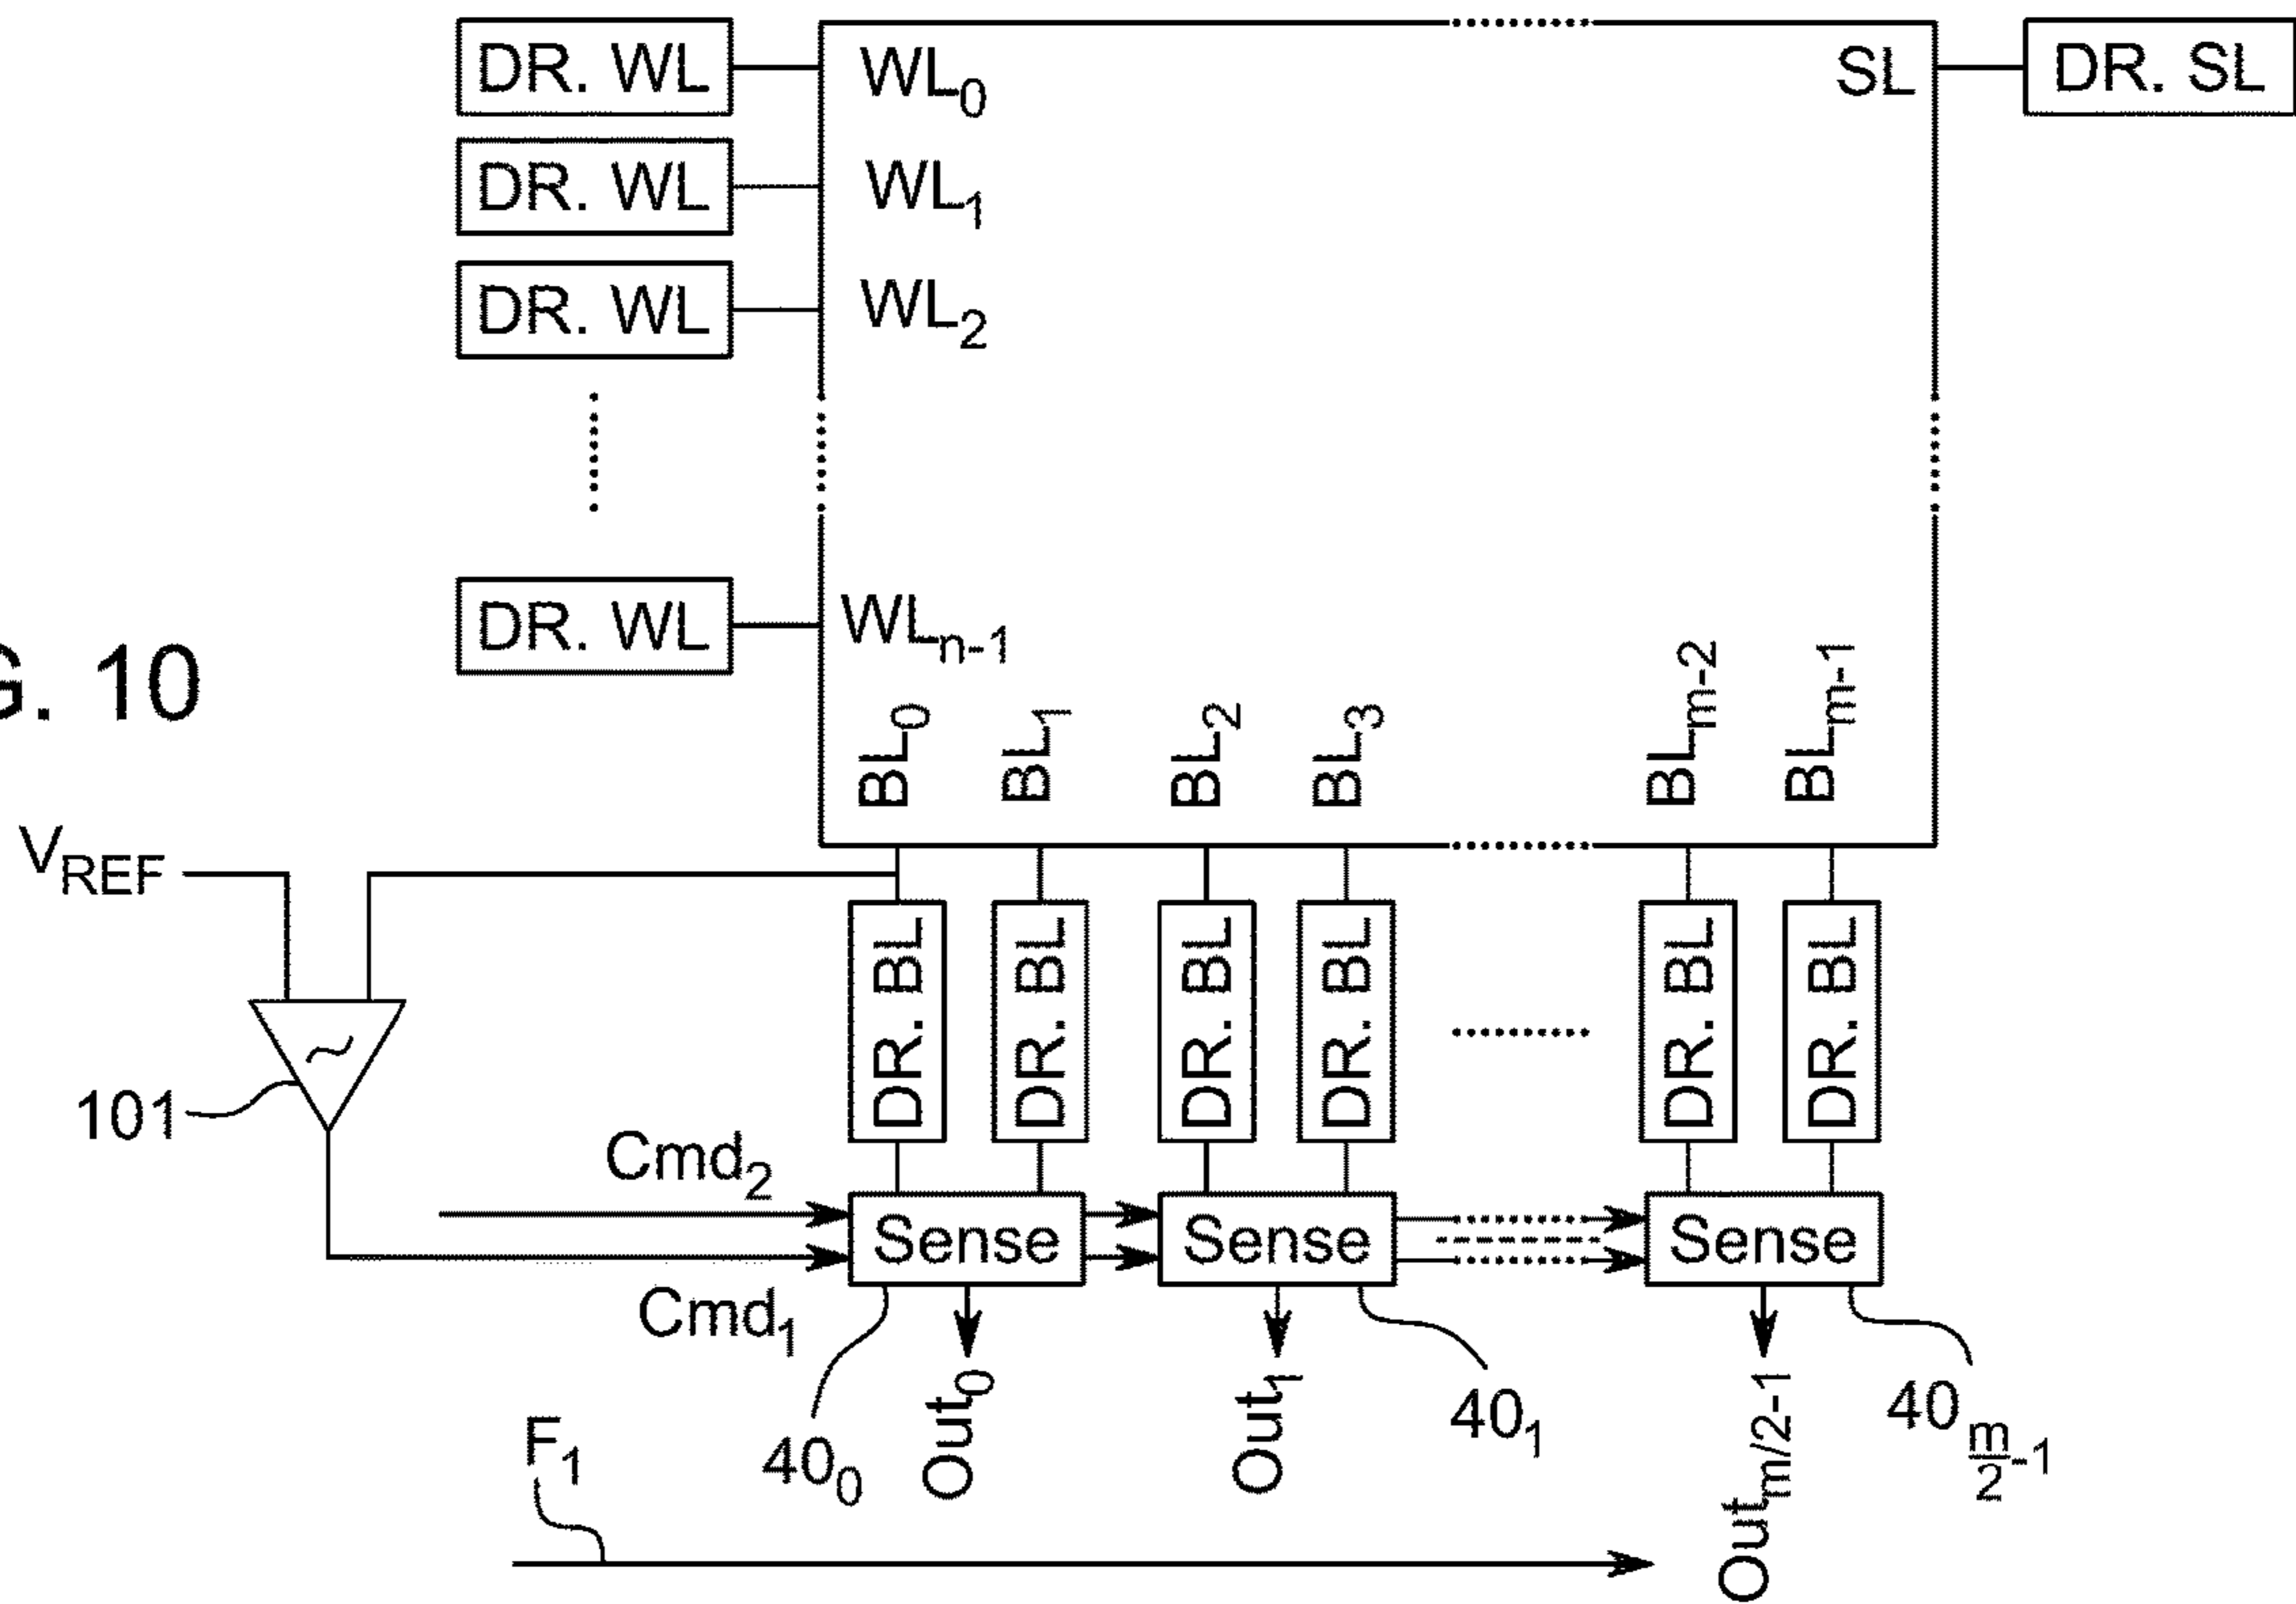 DR. WL WL0 SL DR. SL
DR. WL WL1
DR. WL WL2
DR. WL WLn-1
G. 10
BL0 BL1 BL2 BL3 BLm-2 BLm-1
VREF
DR. BL DR. BL DR. BL DR. BL DR. BL DR. BL
101
Cmd2
Sense Sense Sense
Cmd1
400 Out0 Out1 401 Outm/2-1 40m/2-1
F1